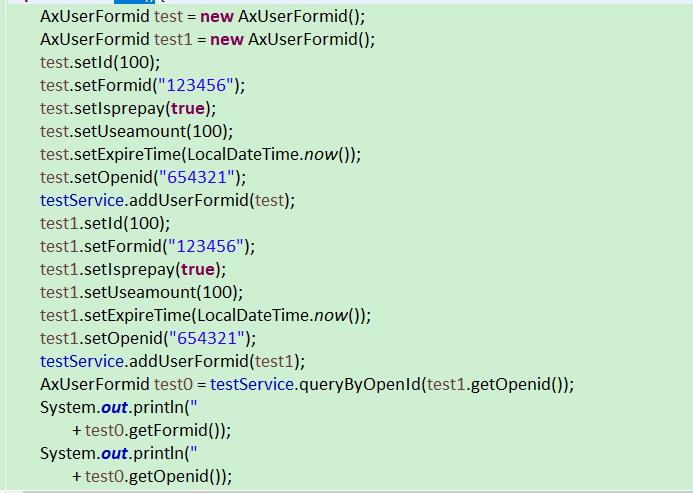 AxUserFormid test = new AxUserFormid();
AxUserFormid test1 = new AxUserFormid();
test.setId(100);
test.setFormid("123456");
test.setIsprepay(true);
test.setUseamount(100);
test.setExpireTime(LocalDateTime.now());
test.setOpenid("654321");
testService.addUserFormid(test);
test1.setId(100);
test1.setFormid("123456");
test1.setIsprepay(true);
test1.setUseamount(100);
test1.setExpireTime(LocalDateTime.now());
test1.setOpenid("654321");
testService.addUserFormid(test1);
AxUserFormid test0 = testService.queryByOpenId(test1.getOpenid());
System.out.println("
+ test0.getFormid());
System.out.println("
+ test0.getOpenid());